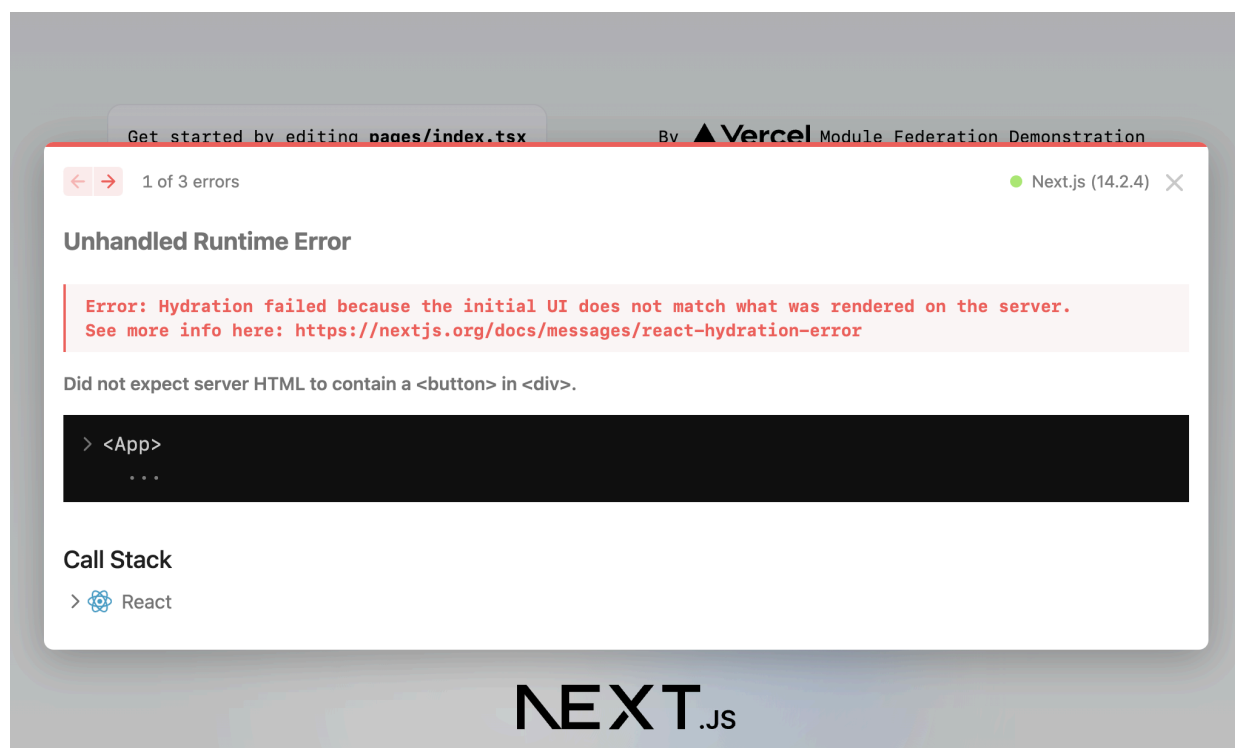 Get started by editing pages/index.tsx
By Vercel Module Federation Demonstration
1 of 3 errors
Next.js (14.2.4)
Unhandled Runtime Error
Error: Hydration failed because the initial UI does not match what was rendered on the server.
See more info here: https://nextjs.org/docs/messages/react-hydration-error
Did not expect server HTML to contain a <button> in <div>.
<App>
...
Call Stack
React
NEXT.JS